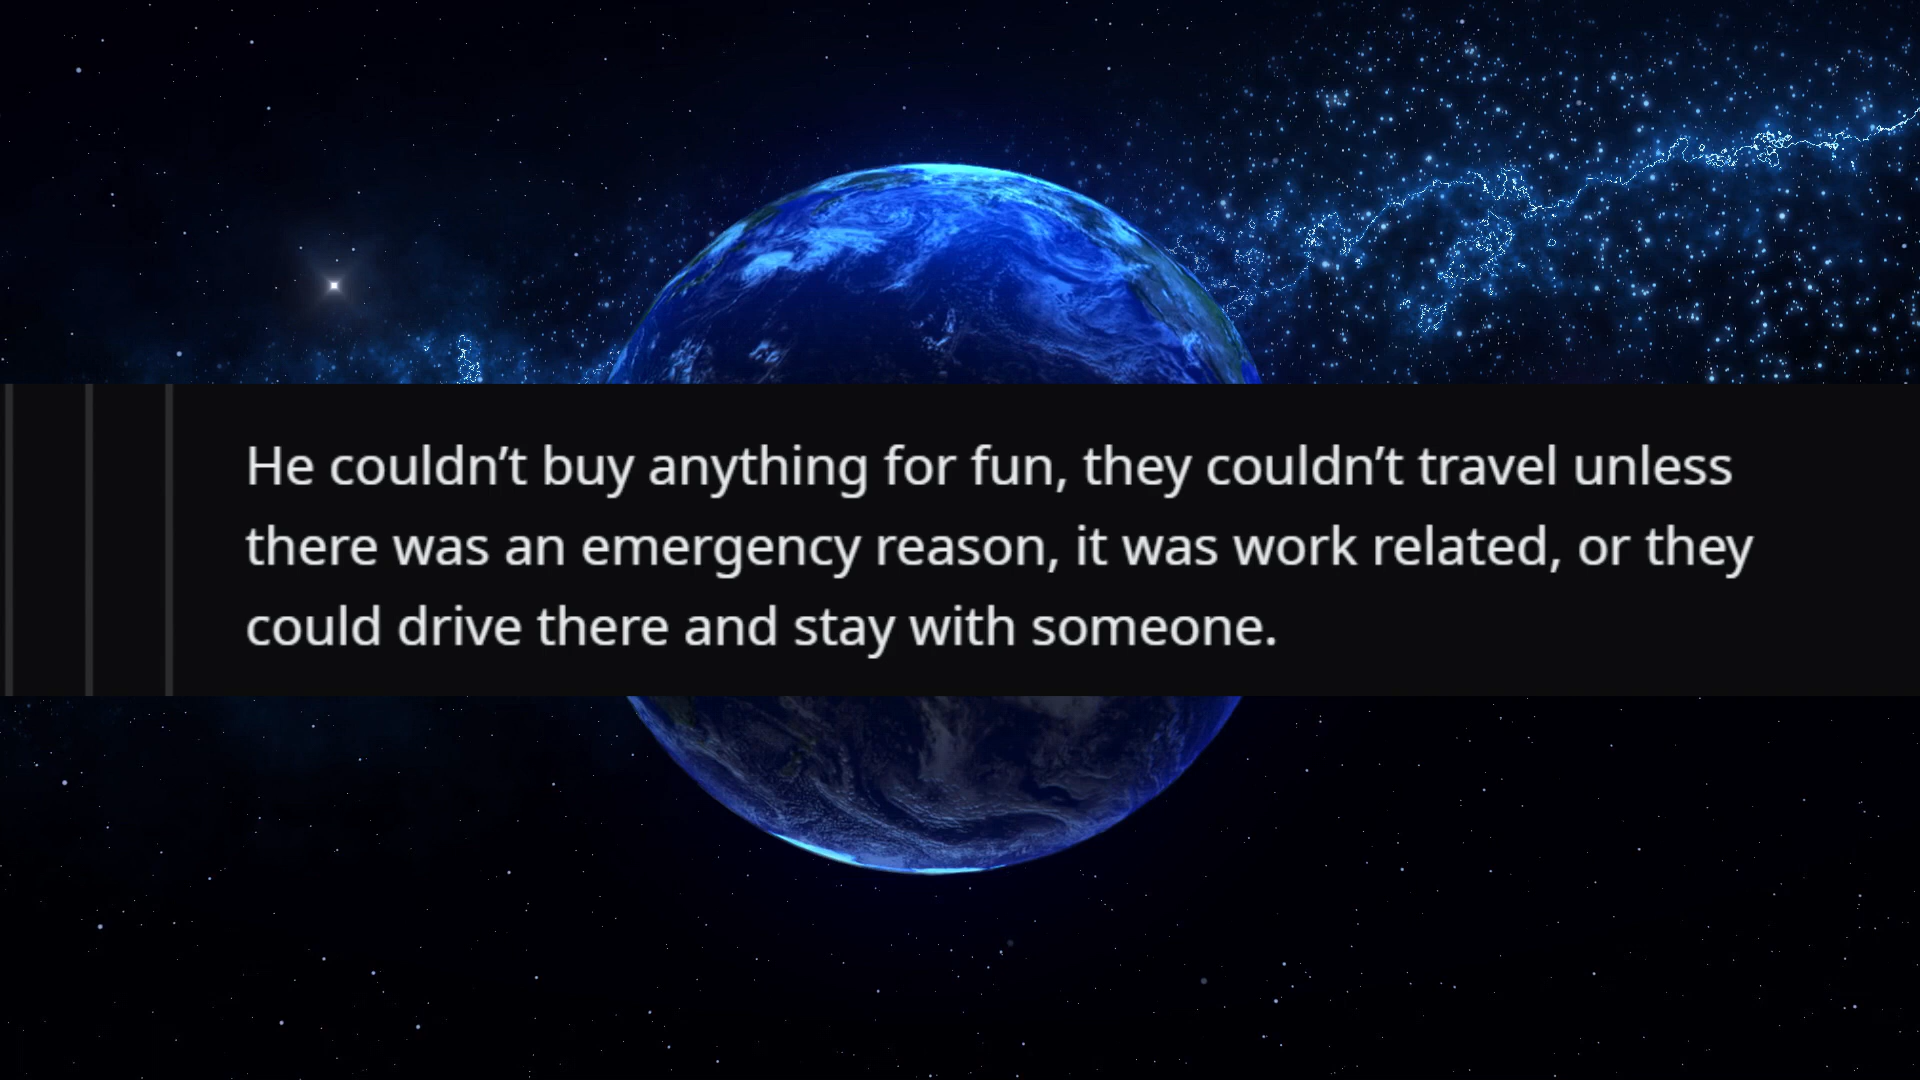 He couldn’t buy anything for fun, they couldn’t travel unless
there was an emergency reason, it was work related, or they
could drive there and stay with someone.